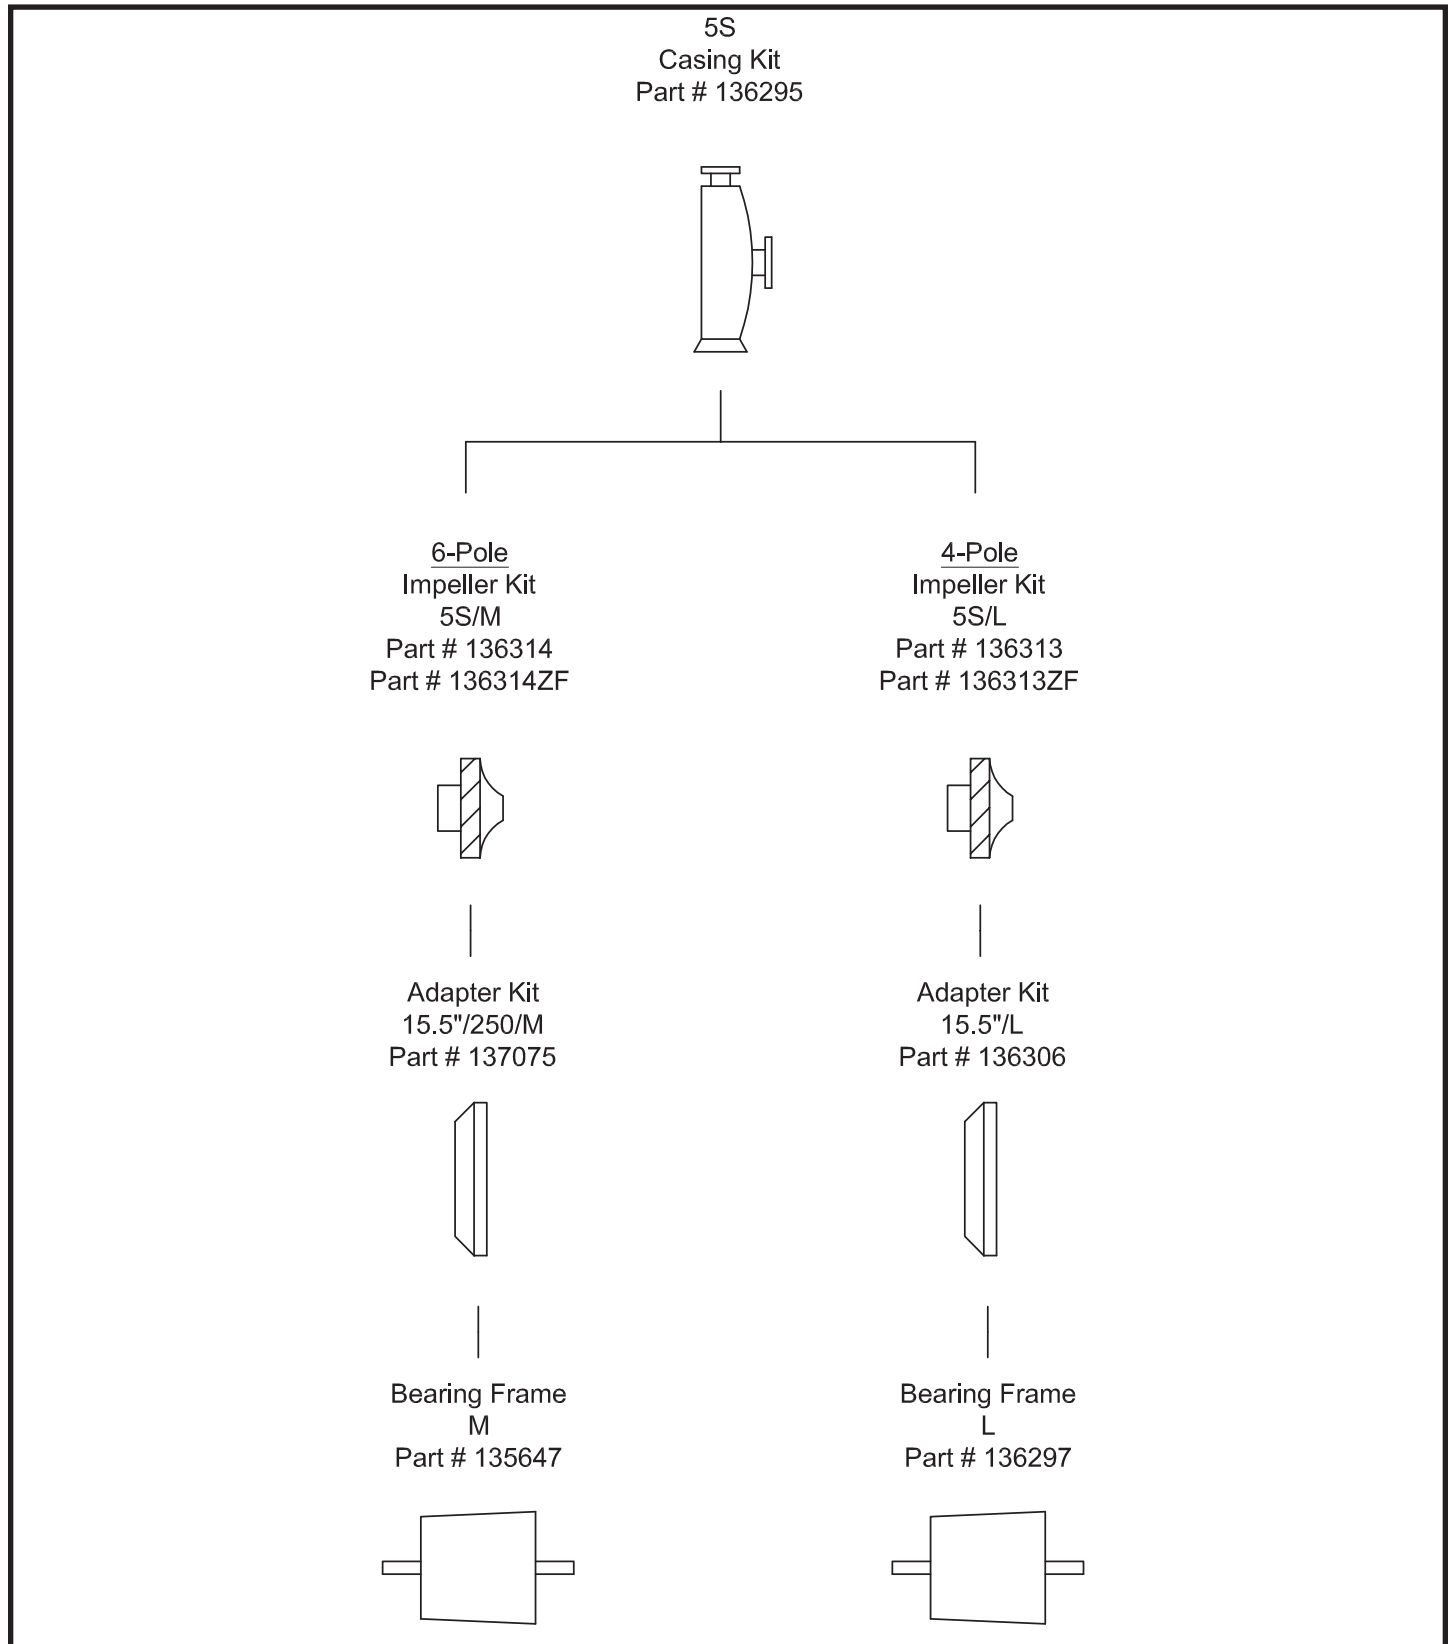 5S
Casing Kit
Part # 136295
6-Pole
Impeller Kit
5S/M
Part # 136314
Part # 136314ZF
4-Pole
Impeller Kit
5S/L
Part # 136313
Part # 136313ZF
Adapter Kit
15.5"/250/M
Part # 137075
Adapter Kit
15.5"/L
Part # 136306
Bearing Frame
M
Part # 135647
Bearing Frame
L
Part # 136297